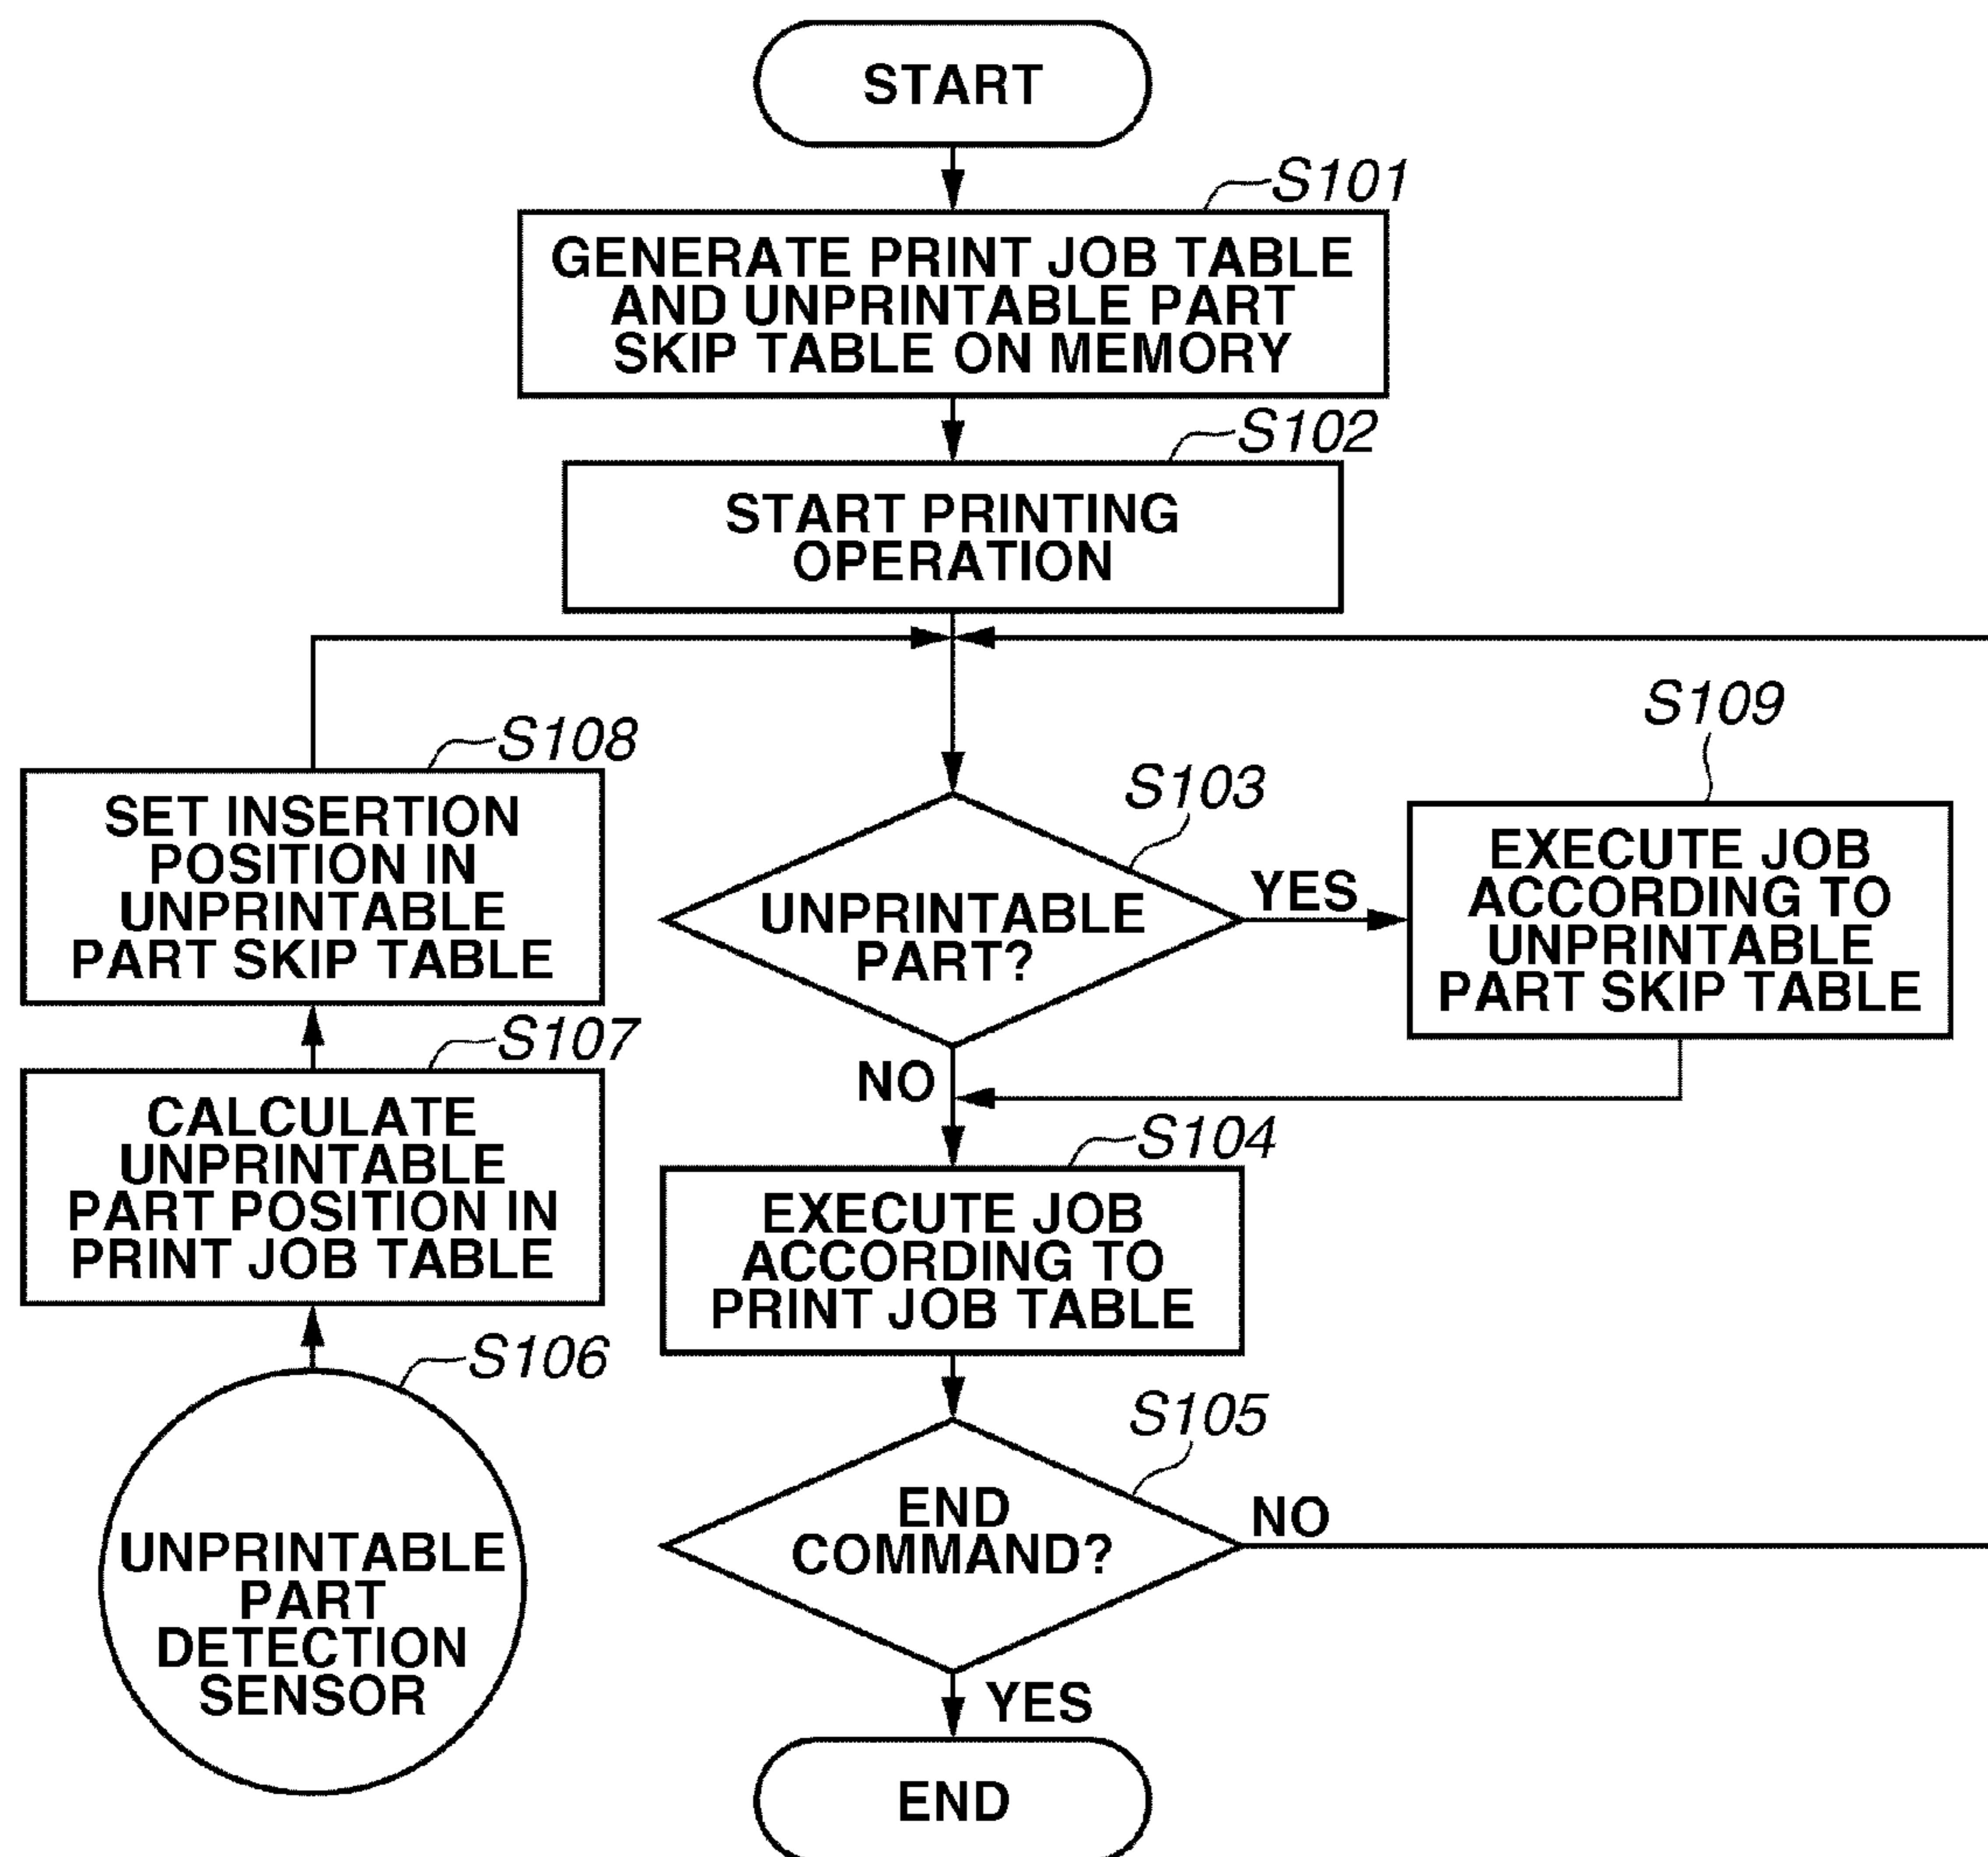 START
S101
GENERATE PRINT JOB TABLE
AND UNPRINTABLE PART
SKIP TABLE ON MEMORY
S102
START PRINTING
OPERATION
S108
SET INSERTION
POSITION IN
UNPRINTABLE
PART SKIP TABLE
S103
UNPRINTABLE
PART?
YES
NO
S109
EXECUTE JOB
ACCORDING TO
UNPRINTABLE
PART SKIP TABLE
S107
CALCULATE
UNPRINTABLE
PART POSITION IN
PRINT JOB TABLE
S104
EXECUTE JOB
ACCORDING TO
PRINT JOB TABLE
S106
UNPRINTABLE
PART
DETECTION
SENSOR
S105
END
COMMAND?
NO
YES
END